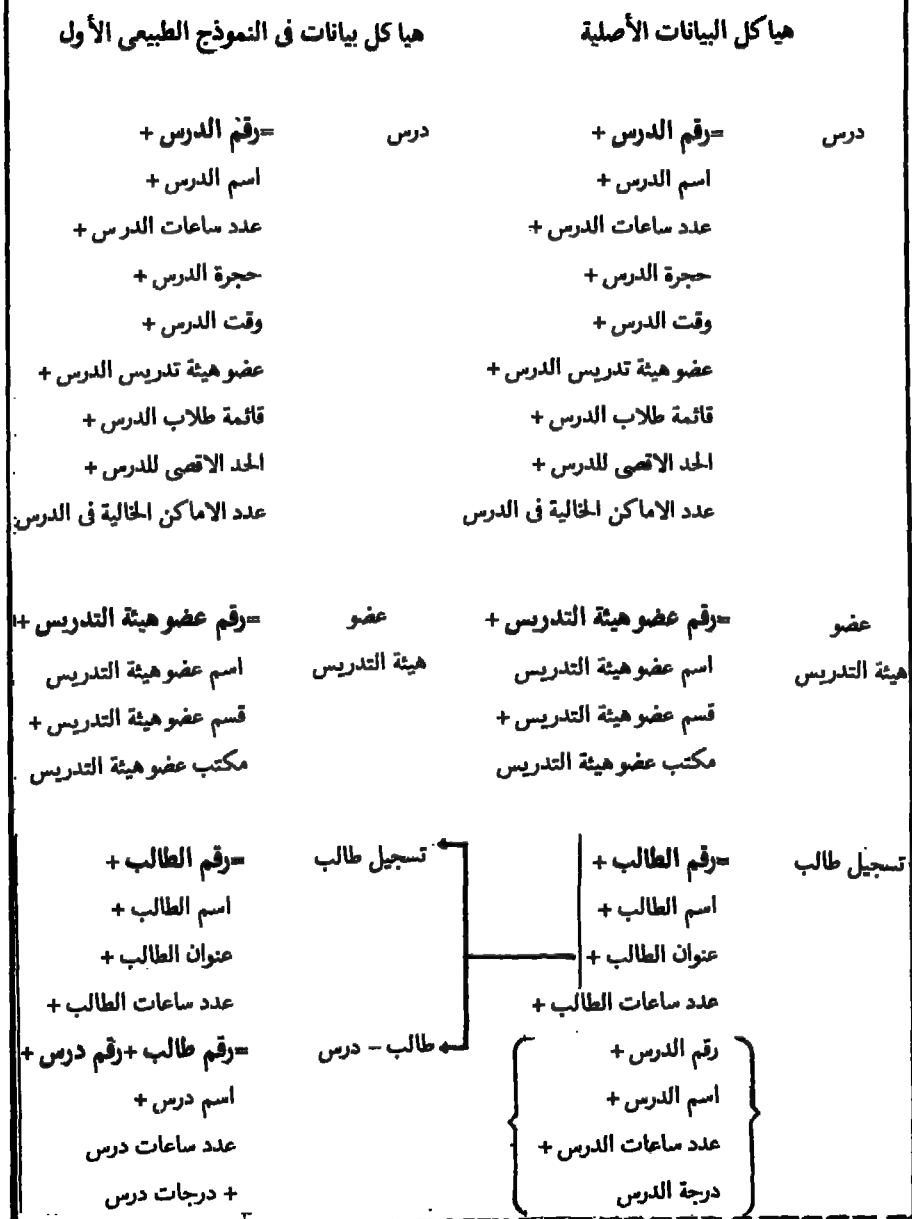 هياكل البيانات الأصلية هياكل بيانات فى النموذج الطبيعى الأول
درس =رقم الدرس + درس =رقم الدرس +
اسم الدرس + اسم الدرس +
عدد ساعات الدرس + عدد ساعات الدرس +
حجرة الدرس + حجرة الدرس +
وقت الدرس + وقت الدرس +
عضو هيئة تدريس الدرس + عضو هيئة تدريس الدرس +
قائمة طلاب الدرس + قائمة طلاب الدرس +
الحد الاقصى للدرس + الحد الاقصى للدرس +
عدد الاماكن الخالية فى الدرس عدد الاماكن الخالية فى الدرس
عضو =رقم عضو هيئة التدريس + عضو =رقم عضو هيئة التدريس +
هيئة التدريس اسم عضو هيئة التدريس هيئة التدريس اسم عضو هيئة التدريس
قسم عضو هيئة التدريس + قسم عضو هيئة التدريس +
مكتب عضو هيئة التدريس مكتب عضو هيئة التدريس
تسجيل طالب =رقم الطالب + تسجيل طالب =رقم الطالب +
اسم الطالب + اسم الطالب +
عنوان الطالب + عنوان الطالب +
عدد ساعات الطالب + عدد ساعات الطالب +
رقم الدرس + طالب – درس =رقم طالب +رقم درس +
اسم الدرس + اسم درس +
عدد ساعات الدرس + عدد ساعات درس
درجة الدرس + درجات درس